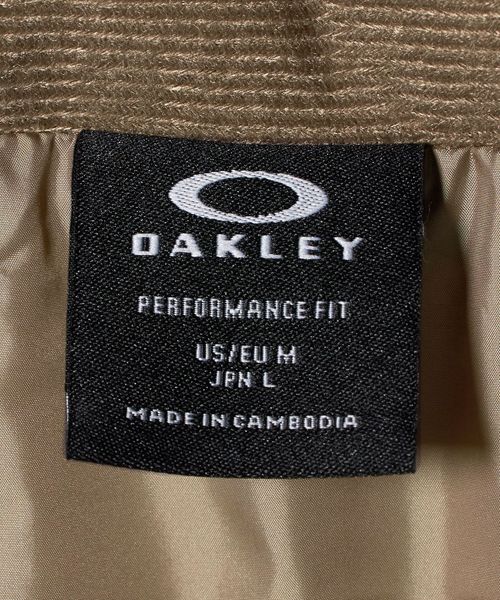 OAKLEY
PERFORMANCE FIT
US/EU M
JPN L
MADE IN CAMBODIA